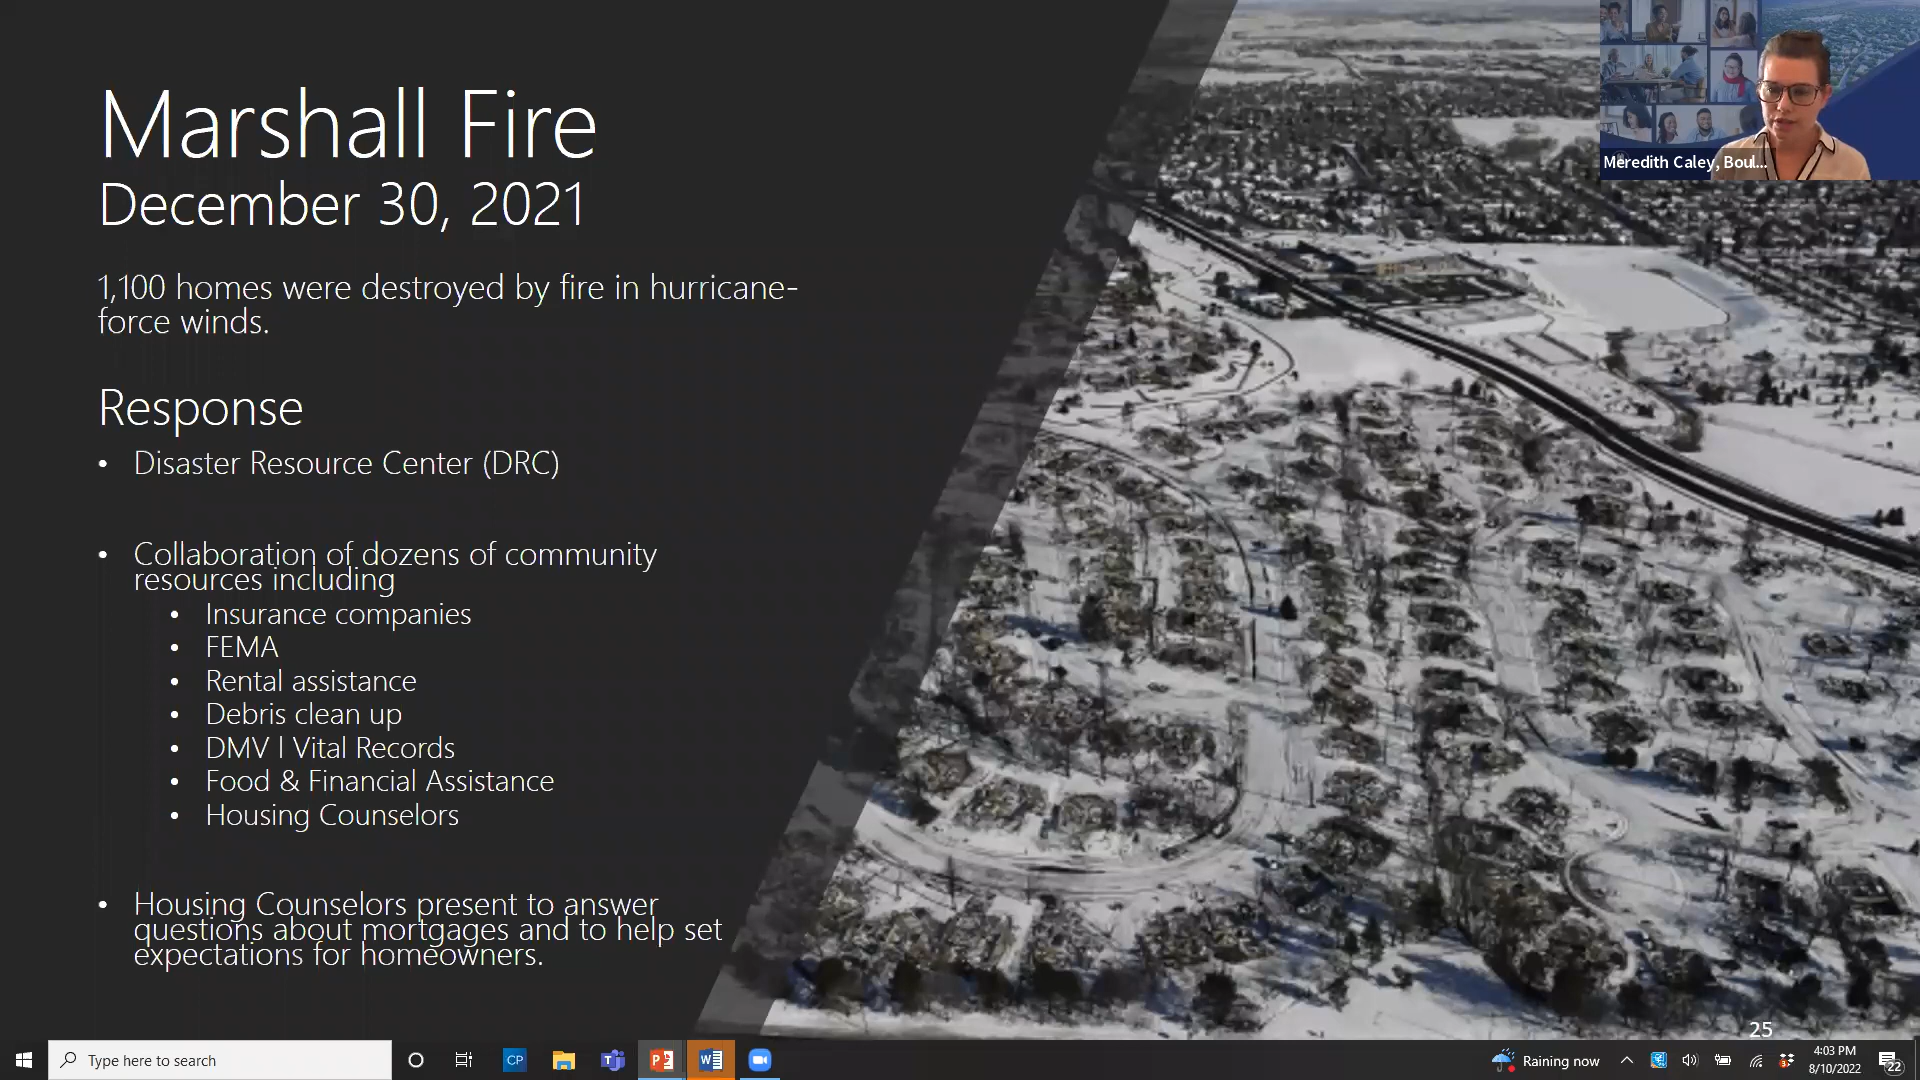 Marshall Fire
December 30, 2021
1,100 homes were destroyed by fire in hurricane-
force winds.
Response
• Disaster Resource Center (DRC)
• Collaboration of dozens of community
resources including
• Insurance companies
• FEMA
• Rental assistance
• Debris clean up
• DMV | Vital Records
• Food & Financial Assistance
• Housing Counselors
• Housing Counselors present to answer
questions about mortgages and to help set
expectations for homeowners.
Meredith Caley, Boul...
25
Type here to search
CP
Raining now
4:03 PM
8/10/2022
22